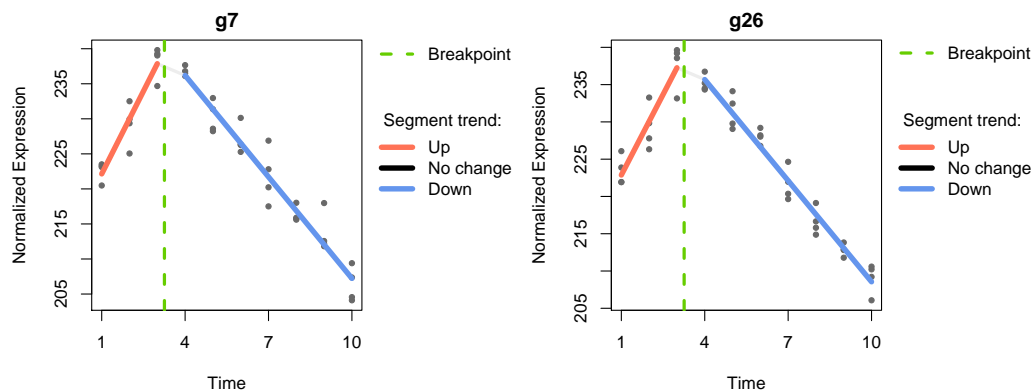 g7
Normalized Expression
235
225
215
205
1 4 7 10
Time
Breakpoint
Segment trend:
Up
No change
Down
g26
Normalized Expression
235
225
215
205
1 4 7 10
Time
Breakpoint
Segment trend:
Up
No change
Down